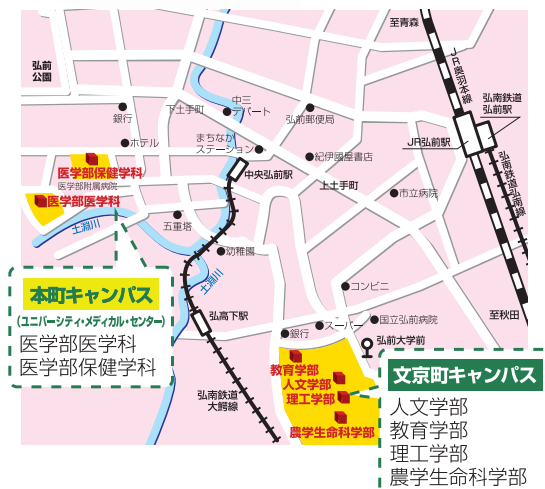 至青森
JR奥羽本線
弘前
公園
弘南鉄道
弘前駅
中三
デパート
銀行
下土手町
弘前郵便局
JR弘前駅
ホテル
まちなか
ステーション
紀伊國屋書店
弘南鉄道弘南線
医学部保健学科
医学部附属病院
中央弘前駅
上土手町
市立病院
医学部医学科
土淵川
五重塔
幼稚園
土淵川
本町キャンパス
(ユニバーシティ・メディカル・センター)
医学部医学科
医学部保健学科
コンビニ
弘高下駅
スーパー
国立弘前病院
至秋田
銀行
弘前大学前
教育学部
人文学部
理工学部
農学生命科学部
弘南鉄道
大鰐線
文京町キャンパス
人文学部
教育学部
理工学部
農学生命科学部